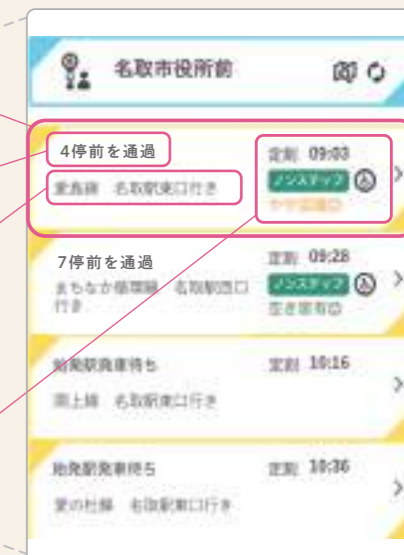 名取市役所前
4停前を通過
定刻 09:03
ノンステップ
愛島線 名取駅東口行き
やや混雑
7停前を通過
定刻 09:28
ノンステップ
まちなか循環線 名取駅西口
行き
空き席有
始発駅発車待ち
定刻 10:16
名取駅東口行き
始発駅発車待ち
定刻 10:36
愛の杜線 名取駅東口行き